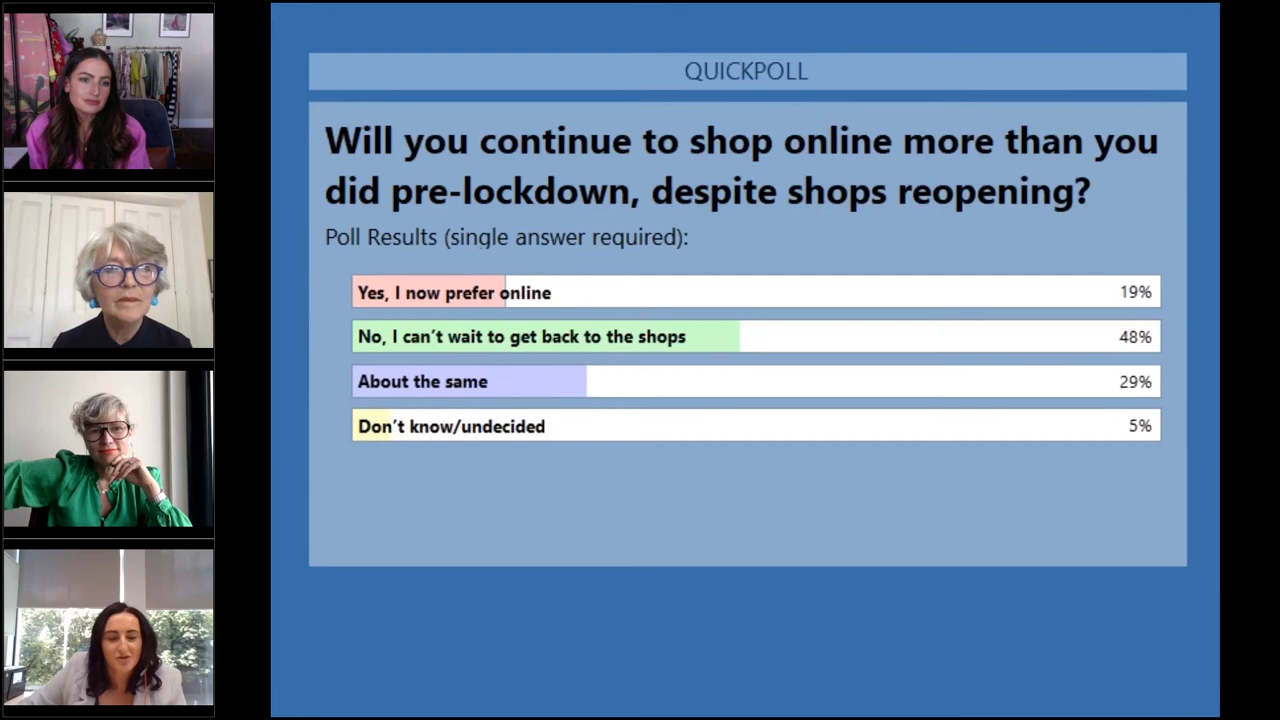 QUICKPOLL
Will you continue to shop online more than you
did pre-lockdown, despite shops reopening?
Poll Results (single answer required):
Yes, I now prefer online 19%
No, I can’t wait to get back to the shops 48%
About the same 29%
Don’t know/undecided 5%